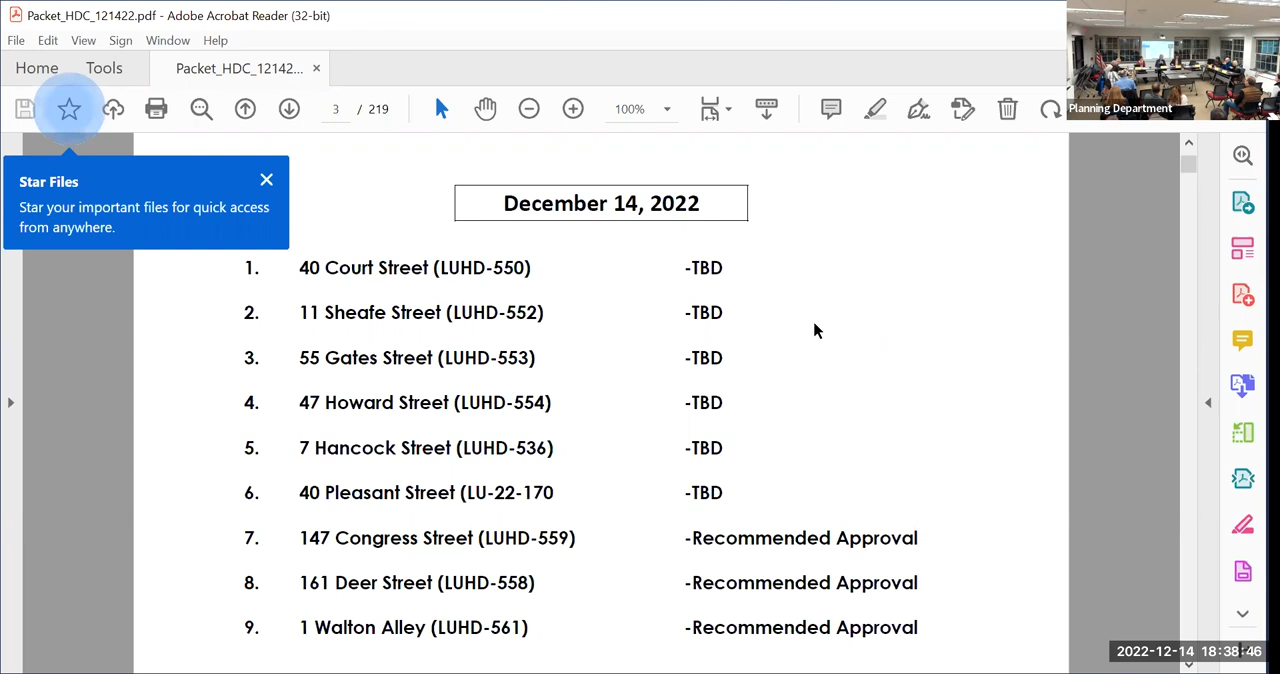 Packet_HDC_121422.pdf - Adobe Acrobat Reader (32-bit)
File Edit View Sign Window Help
Home Tools Packet_HDC_12142... ×
3 / 219 100%
Planning Department
Star Files
Star your important files for quick access
from anywhere.
December 14, 2022
1. 40 Court Street (LUHD-550) -TBD
2. 11 Sheafe Street (LUHD-552) -TBD
3. 55 Gates Street (LUHD-553) -TBD
4. 47 Howard Street (LUHD-554) -TBD
5. 7 Hancock Street (LUHD-536) -TBD
6. 40 Pleasant Street (LU-22-170 -TBD
7. 147 Congress Street (LUHD-559) -Recommended Approval
8. 161 Deer Street (LUHD-558) -Recommended Approval
9. 1 Walton Alley (LUHD-561) -Recommended Approval
2022-12-14 18:38:46